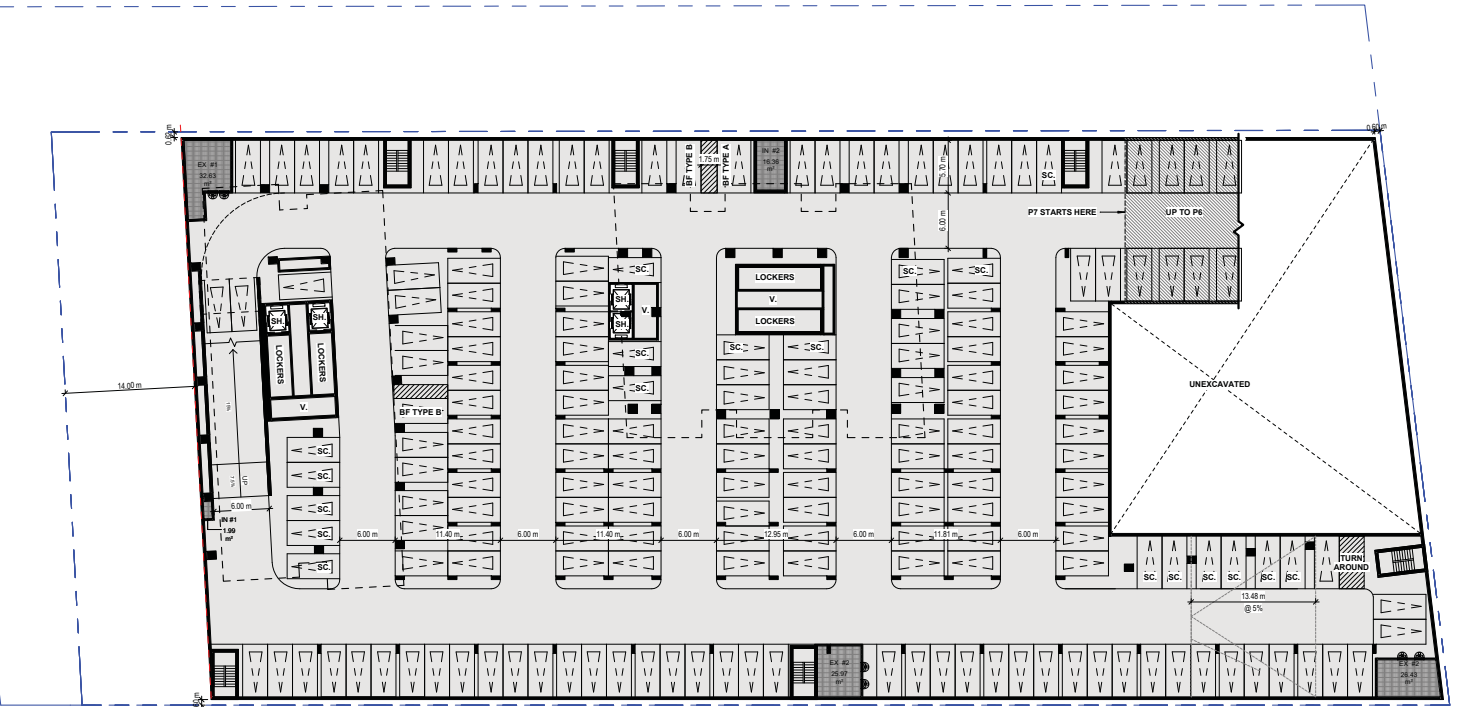 0.63 m
0.60 m
EX #1
32.63
m²
BF TYPE B
1.75 m
BF TYPE A
IN #2
16.36
m²
5.70 m
SC.
P7 STARTS HERE
UP TO P6
6.00 m
SC.
SC.
SC.
LOCKERS
V.
LOCKERS
SH.
SH.
SH.
SH.
V.
LOCKERS
LOCKERS
V.
SC.
SC.
SC.
SC.
14.00 m
UNEXCAVATED
BF TYPE B'
SC.
SC.
SC.
SC.
SC.
UP
6.00 m
IN #1
1.99
m²
6.00 m
11.40 m
6.00 m
11.40 m
6.00 m
12.95 m
6.00 m
11.81 m
6.00 m
SC.
SC.
SC.
SC.
SC.
SC.
TURN
AROUND
13.48 m
@ 5%
EX #2
25.97
m²
EX #2
26.43
m²